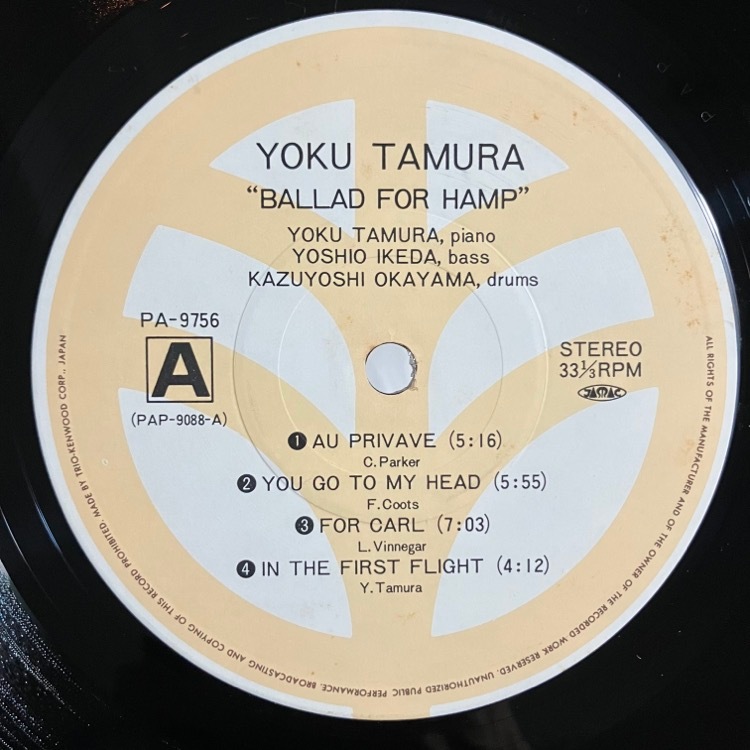 YOKU TAMURA
“BALLAD FOR HAMP”
YOKU TAMURA, piano
YOSHIO IKEDA, bass
KAZUYOSHI OKAYAMA, drums
PA-9756
A
(PAP-9088-A)
STEREO
33⅓RPM
JASRAC
❶ AU PRIVAVE (5:16)
C. Parker
❷ YOU GO TO MY HEAD (5:55)
F. Coots
❸ FOR CARL (7:03)
L. Vinnegar
❹ IN THE FIRST FLIGHT (4:12)
Y. Tamura
ALL RIGHTS OF THE MANUFACTURER AND OF THE OWNER OF THE RECORDED WORK RESERVED. UNAUTHORIZED PUBLIC PERFORMANCE, BROADCASTING AND COPYING OF THIS RECORD PROHIBITED. MADE BY TRIO-KENWOOD CORP., JAPAN